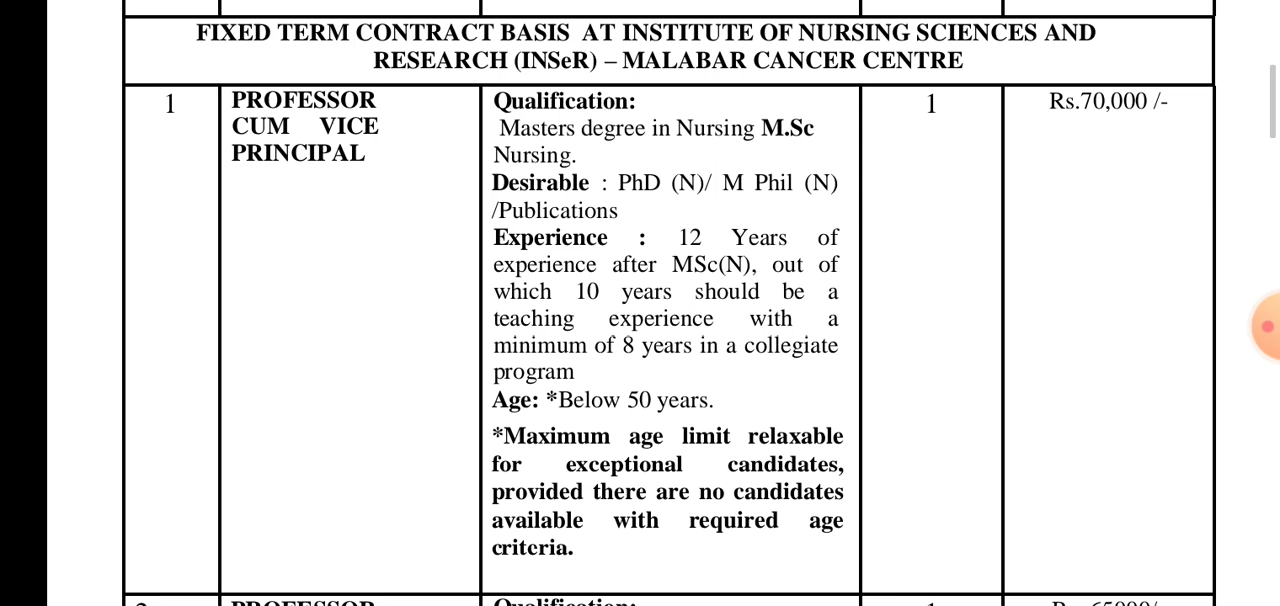 FIXED TERM CONTRACT BASIS AT INSTITUTE OF NURSING SCIENCES AND
RESEARCH (INSeR) – MALABAR CANCER CENTRE
1
PROFESSOR
CUM VICE
PRINCIPAL
Qualification:
Masters degree in Nursing M.Sc
Nursing.
Desirable : PhD (N)/ M Phil (N)
/Publications
Experience : 12 Years of
experience after MSc(N), out of
which 10 years should be a
teaching experience with a
minimum of 8 years in a collegiate
program
Age: *Below 50 years.
*Maximum age limit relaxable
for exceptional candidates,
provided there are no candidates
available with required age
criteria.
1
Rs.70,000 /-
PROFESSOR
Qualification: